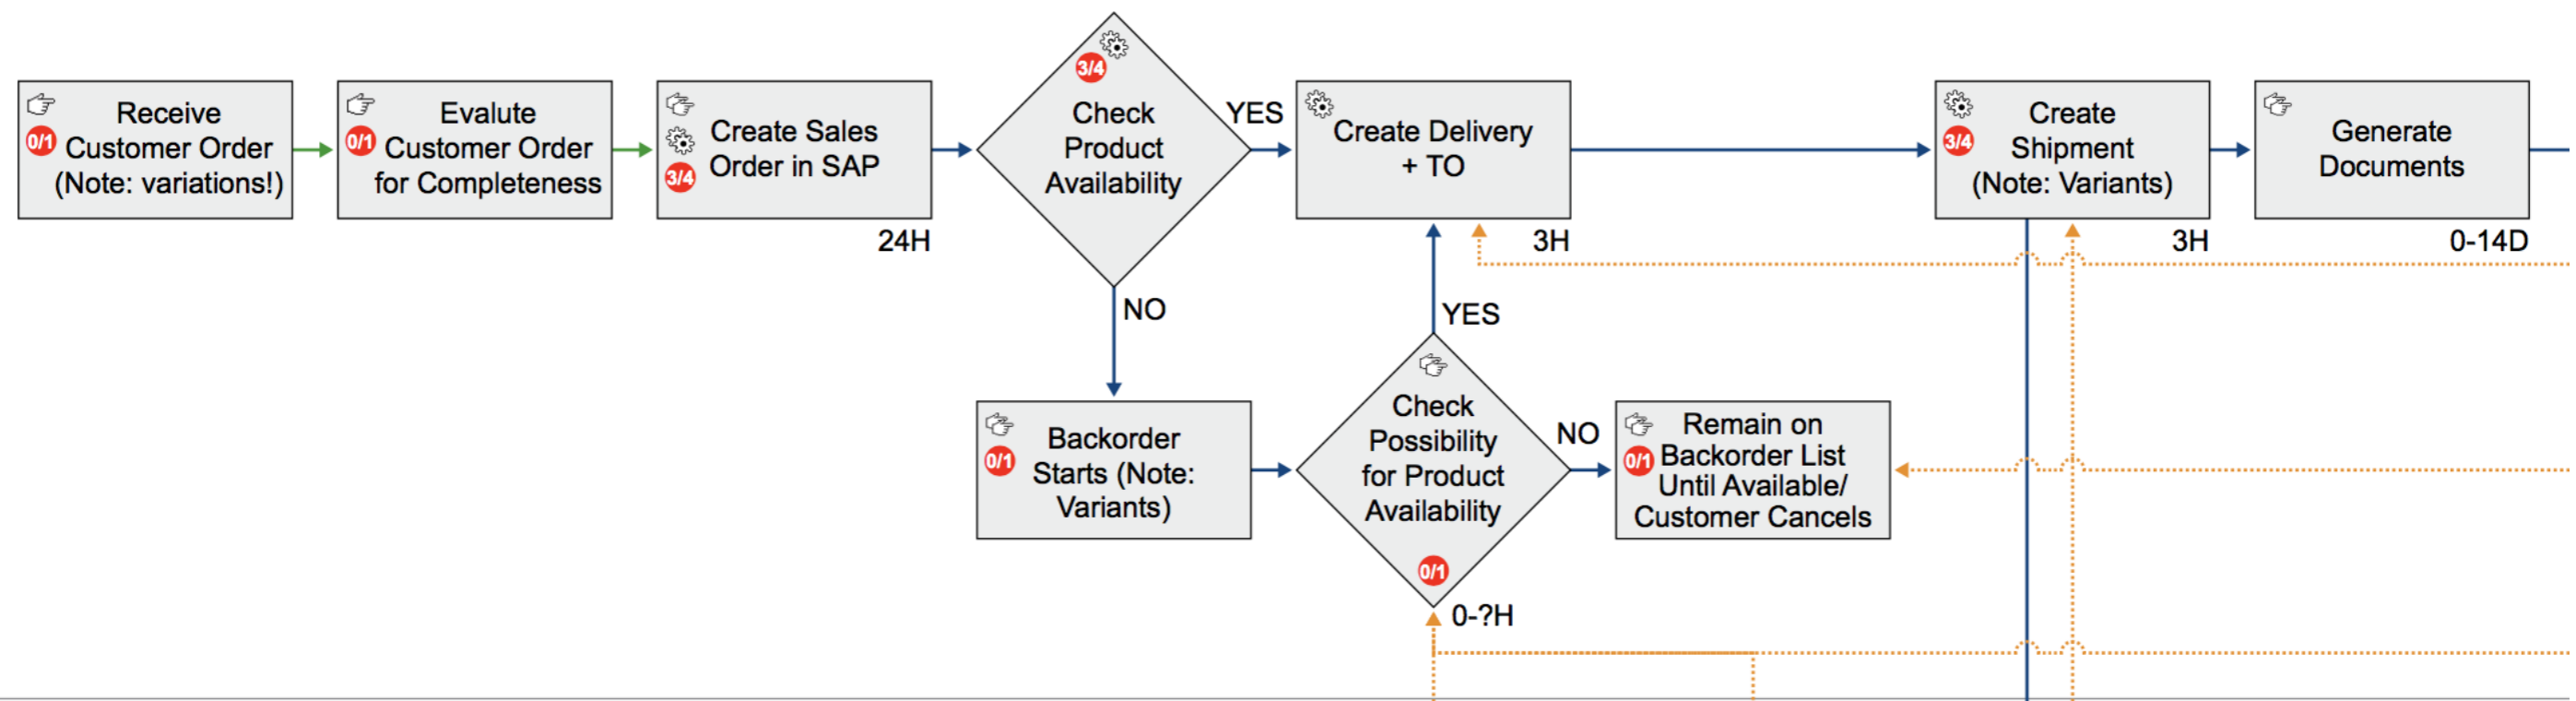 0/1
Receive
Customer Order
(Note: variations!)
0/1
Evalute
Customer Order
for Completeness
3/4
Create Sales
Order in SAP
24H
3/4
Check
Product
Availability
YES
NO
Create Delivery
+ TO
3H
3/4
Create
Shipment
(Note: Variants)
3H
Generate
Documents
0-14D
0/1
Backorder
Starts (Note:
Variants)
YES
Check
Possibility
for Product
Availability
0/1
0-?H
NO
0/1
Remain on
Backorder List
Until Available/
Customer Cancels